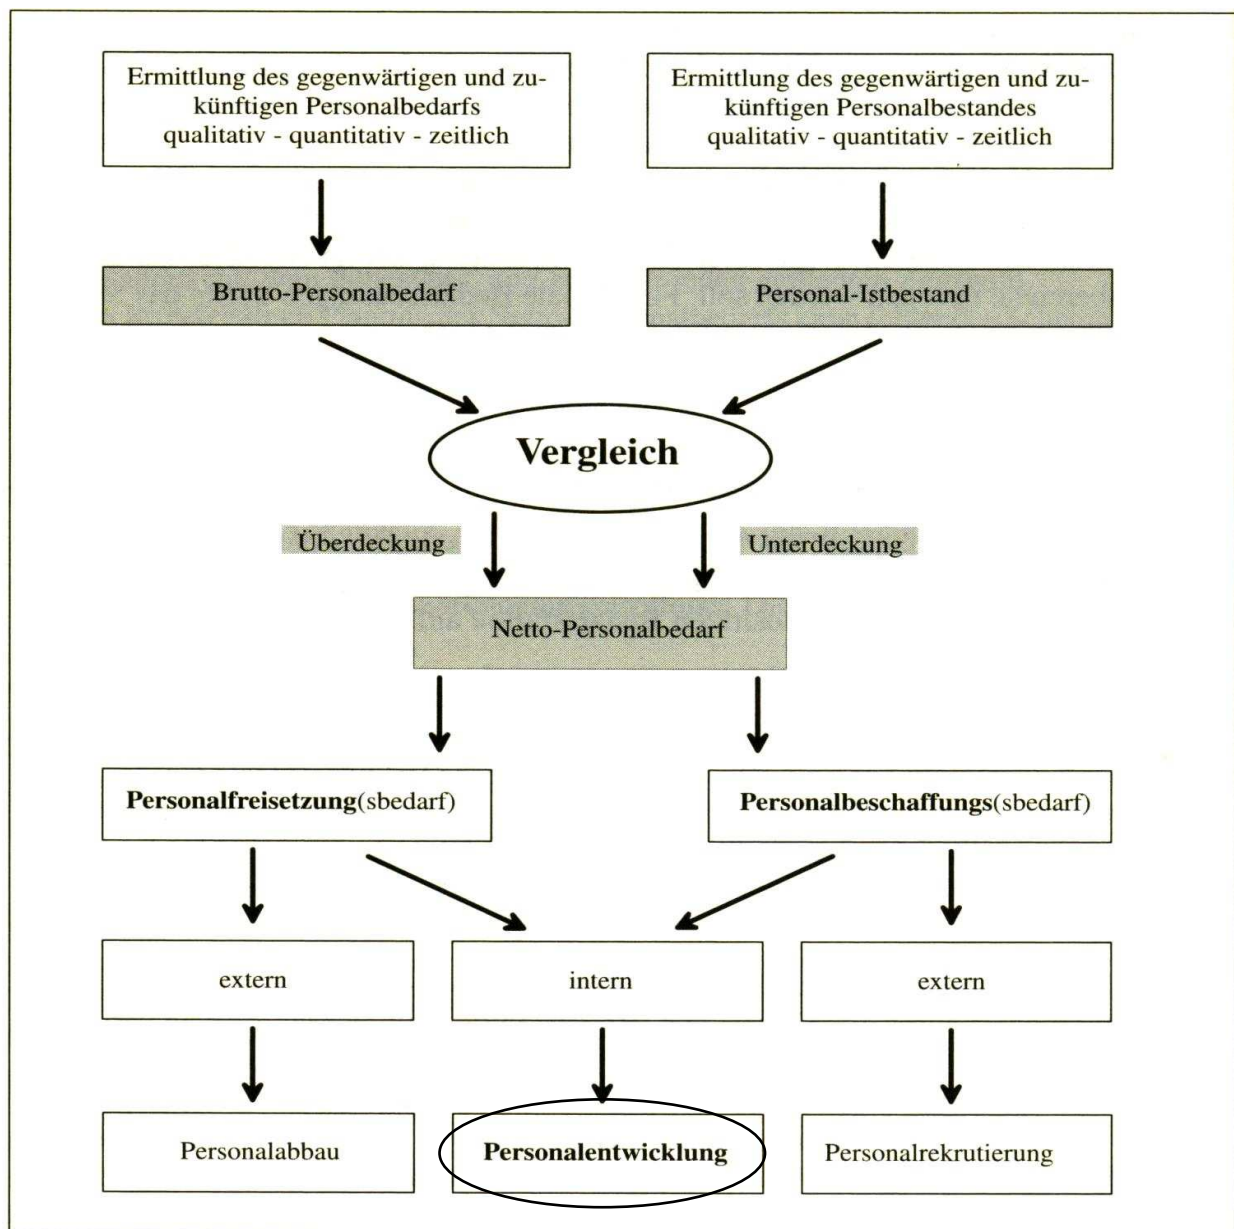 Ermittlung des gegenwärtigen und zu-
künftigen Personalbedarfs
qualitativ - quantitativ - zeitlich
Ermittlung des gegenwärtigen und zu-
künftigen Personalbestandes
qualitativ - quantitativ - zeitlich
Brutto-Personalbedarf
Personal-Istbestand
Vergleich
Überdeckung
Unterdeckung
Netto-Personalbedarf
Personalfreisetzung(sbedarf)
Personalbeschaffungs(sbedarf)
extern
intern
extern
Personalabbau
Personalentwicklung
Personalrekrutierung